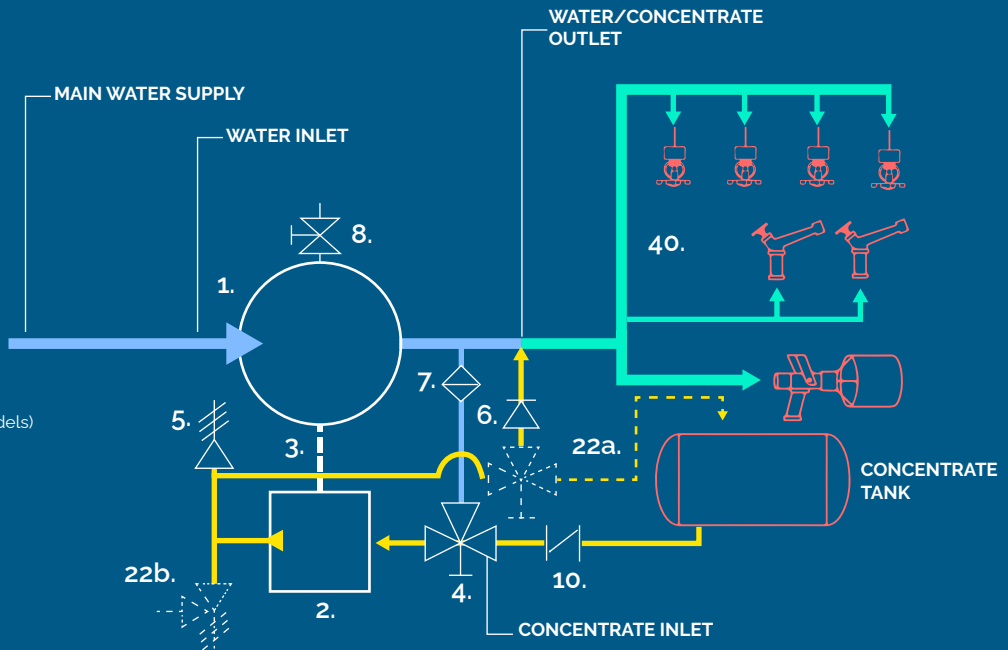 WATER/CONCENTRATE
OUTLET
MAIN WATER SUPPLY
WATER INLET
8.
40.
1.
7.
5.
6.
dels)
3.
22a.
CONCENTRATE
TANK
22b.
10.
4.
2.
CONCENTRATE INLET